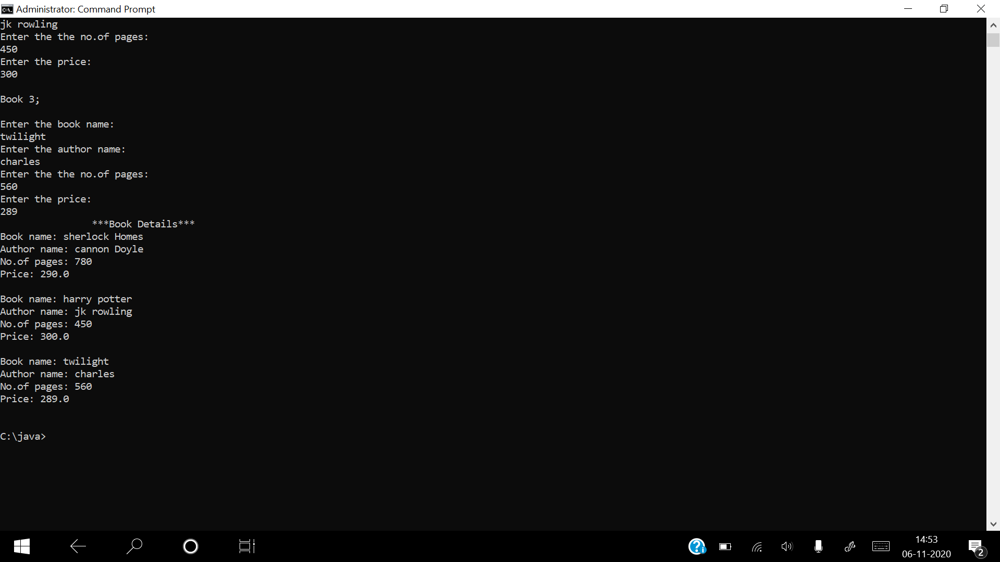 Administrator: Command Prompt
jk rowling
Enter the the no.of pages:
450
Enter the price:
300
Book 3;
Enter the book name:
twilight
Enter the author name:
charles
Enter the the no.of pages:
560
Enter the price:
289
***Book Details***
Book name: sherlock Homes
Author name: cannon Doyle
No.of pages: 780
Price: 290.0
Book name: harry potter
Author name: jk rowling
No.of pages: 450
Price: 300.0
Book name: twilight
Author name: charles
No.of pages: 560
Price: 289.0
C:\java>
14:53
06-11-2020
2